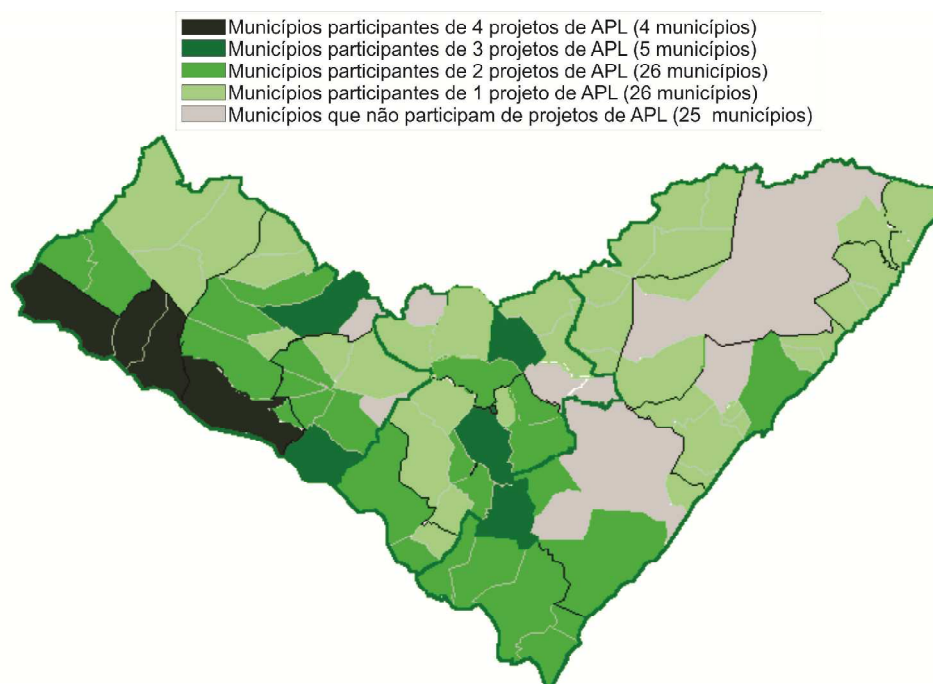 Municípios participantes de 4 projetos de APL (4 municípios)
Municípios participantes de 3 projetos de APL (5 municípios)
Municípios participantes de 2 projetos de APL (26 municípios)
Municípios participantes de 1 projeto de APL (26 municípios)
Municípios que não participam de projetos de APL (25 municípios)